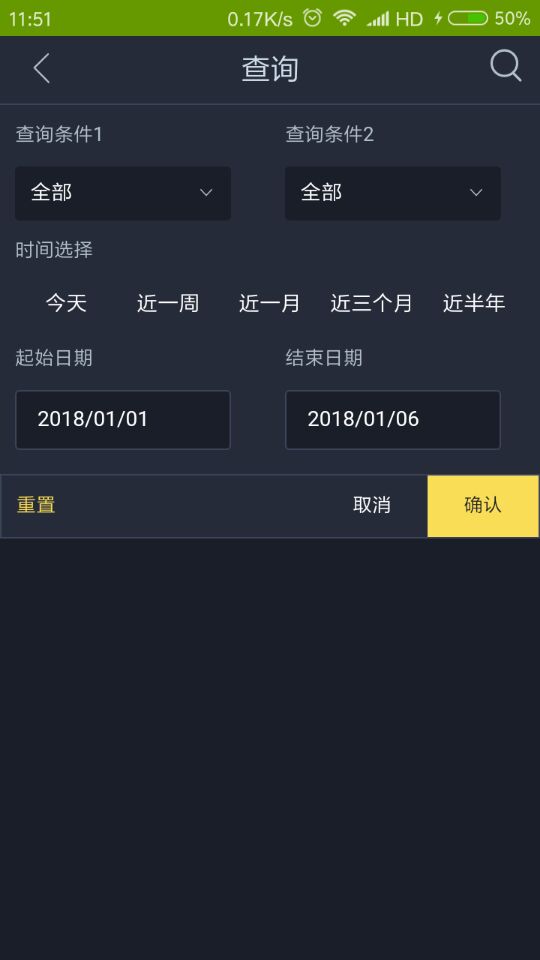 11:51 0.17K/s HD 50%
查询
查询条件1 查询条件2
全部 全部
时间选择
今天 近一周 近一月 近三个月 近半年
起始日期 结束日期
2018/01/01 2018/01/06
重置 取消 确认